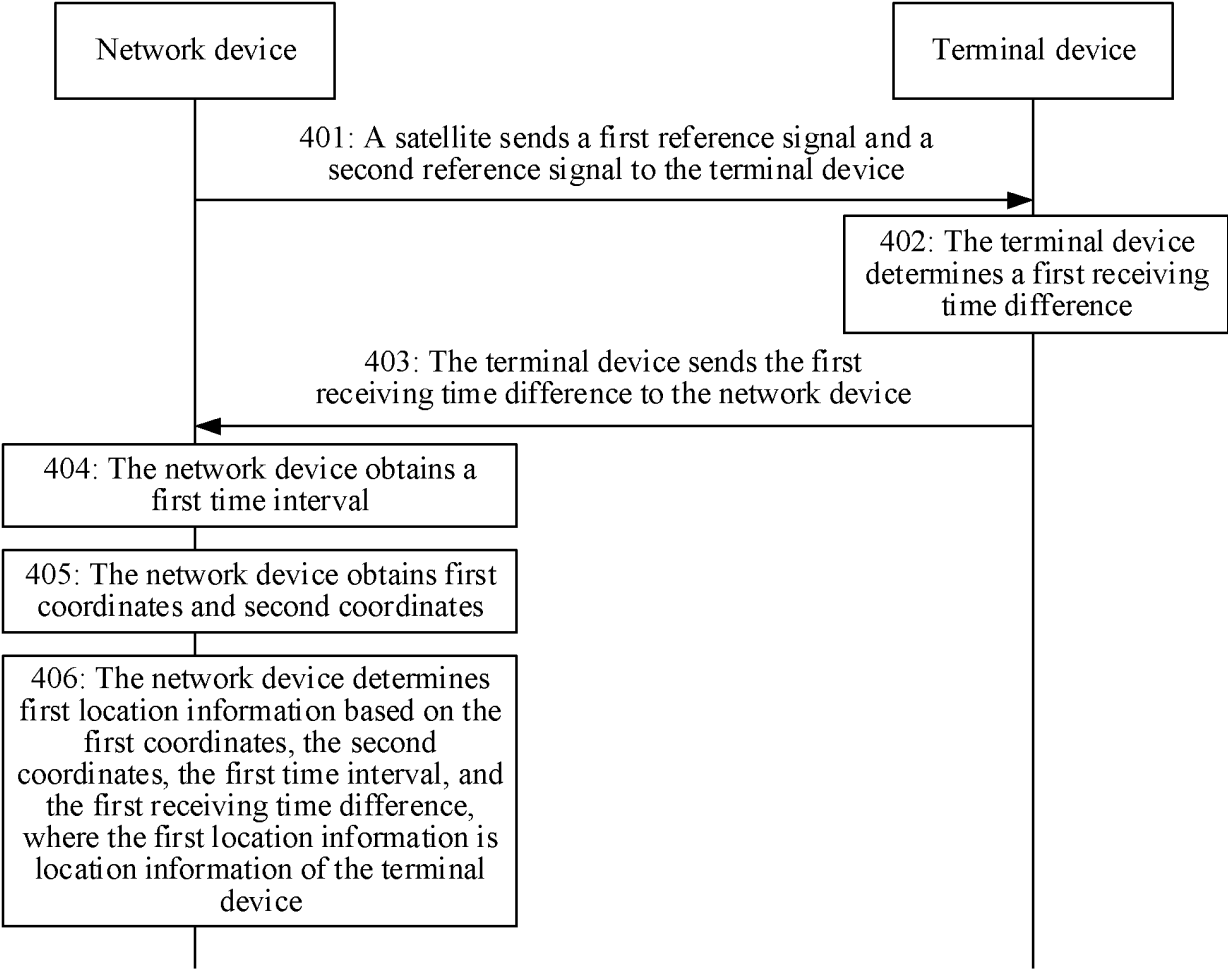 Network device
Terminal device
401: A satellite sends a first reference signal and a
second reference signal to the terminal device
402: The terminal device
determines a first receiving
time difference
403: The terminal device sends the first
receiving time difference to the network device
404: The network device obtains a
first time interval
405: The network device obtains first
coordinates and second coordinates
406: The network device determines
first location information based on the
first coordinates, the second
coordinates, the first time interval, and
the first receiving time difference,
where the first location information is
location information of the terminal
device